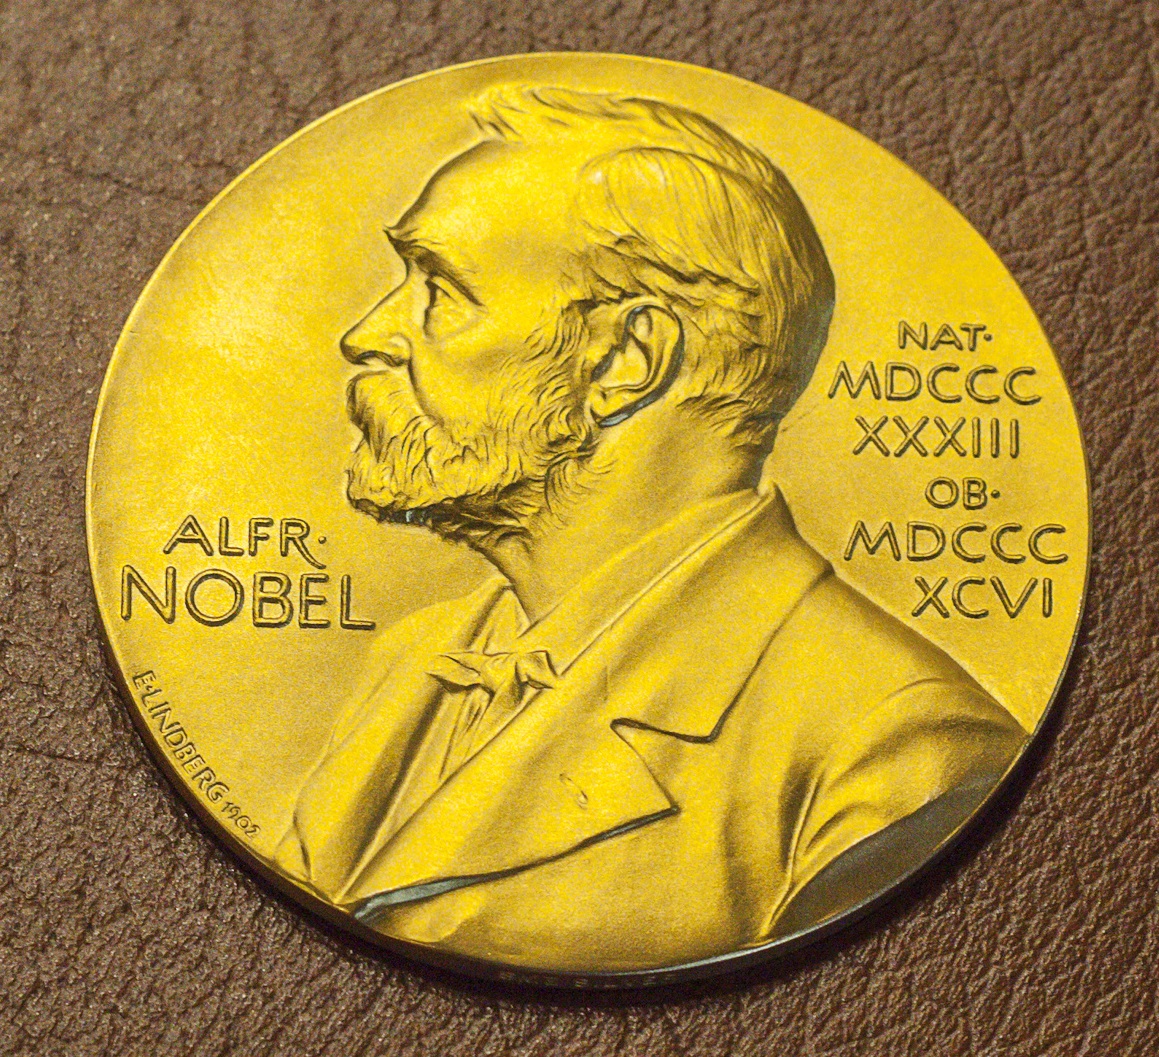 ALFR·
NOBEL
E·LINDBERG 1902
NAT·
MDCCC
XXXIII
OB·
MDCCC
XCVI